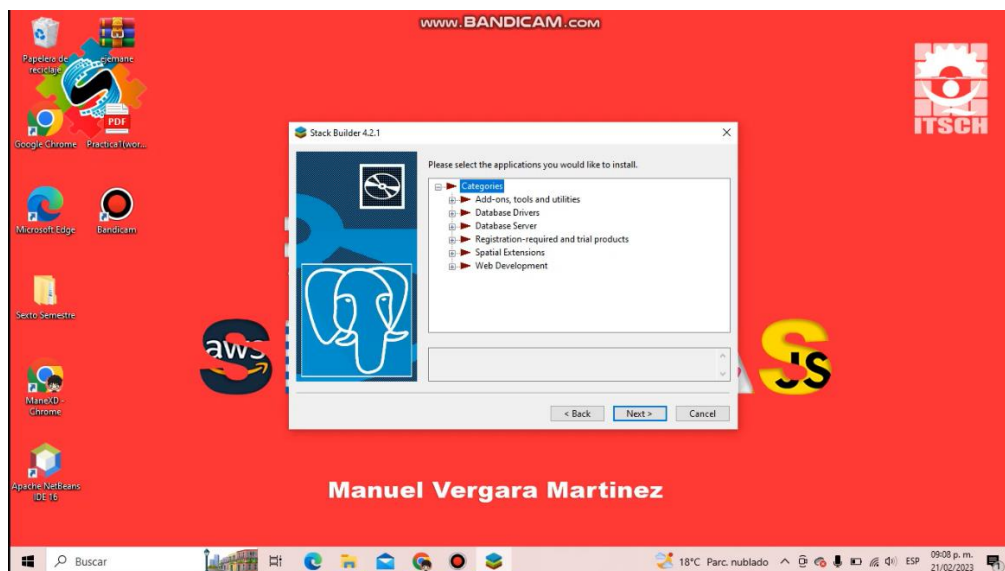 www.BANDICAM.com
Papelera de
reciclaje
ejemane
PDF
Google Chrome
Practica1(wor...
ITSCH
Microsoft Edge
Bandicam
Sexto Semestre
ManeXD -
Chrome
Apache NetBeans
IDE 16
Stack Builder 4.2.1
Please select the applications you would like to install.
Categories
Add-ons, tools and utilities
Database Drivers
Database Server
Registration-required and trial products
Spatial Extensions
Web Development
< Back
Next >
Cancel
aws
JS
Manuel Vergara Martinez
Buscar
18°C Parc. nublado
ESP
09:08 p. m.
21/02/2023